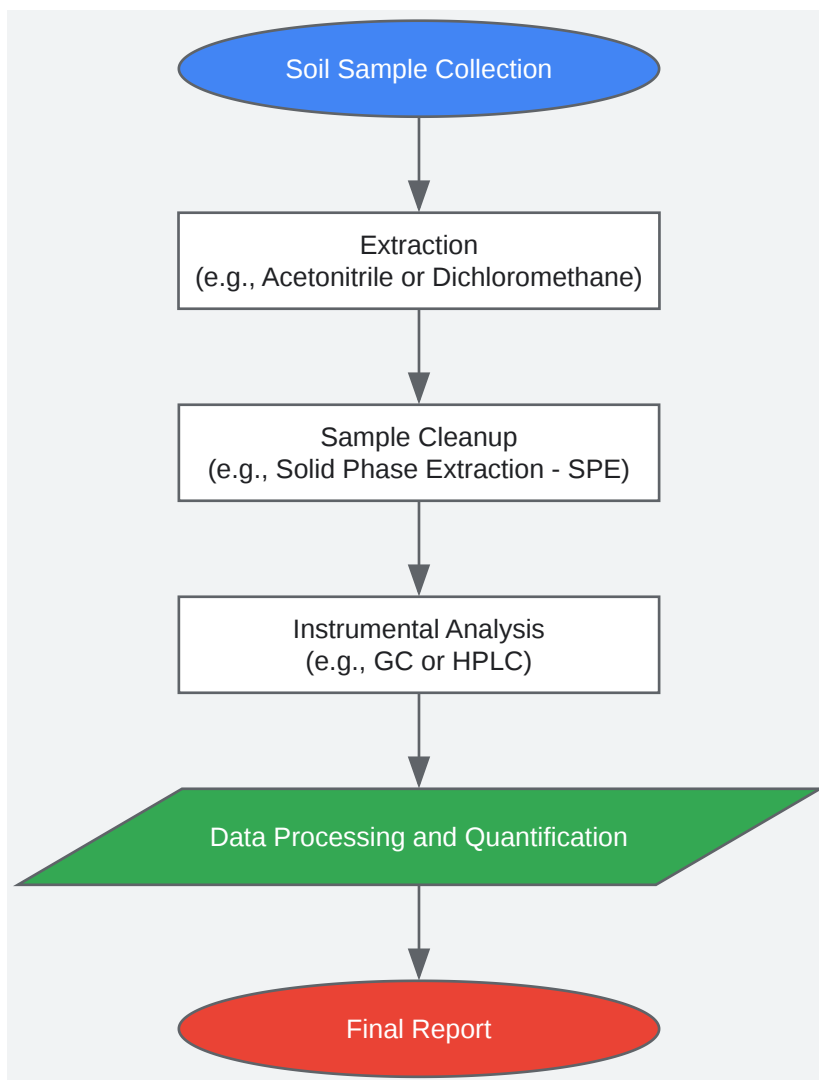 Soil Sample Collection
Extraction
(e.g., Acetonitrile or Dichloromethane)
Sample Cleanup
(e.g., Solid Phase Extraction - SPE)
Instrumental Analysis
(e.g., GC or HPLC)
Data Processing and Quantification
Final Report